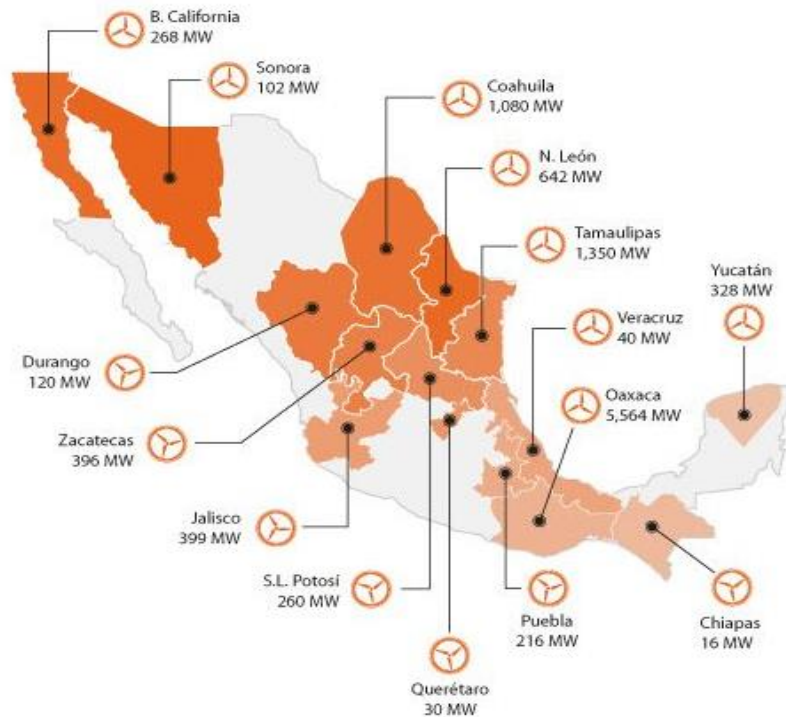 B. California
268 MW
Sonora
102 MW
Coahuila
1,080 MW
N. León
642 MW
Tamaulipas
1,350 MW
Yucatán
328 MW
Veracruz
40 MW
Durango
120 MW
Oaxaca
5,564 MW
Zacatecas
396 MW
Jalisco
399 MW
S.L. Potosí
260 MW
Puebla
216 MW
Chiapas
16 MW
Querétaro
30 MW